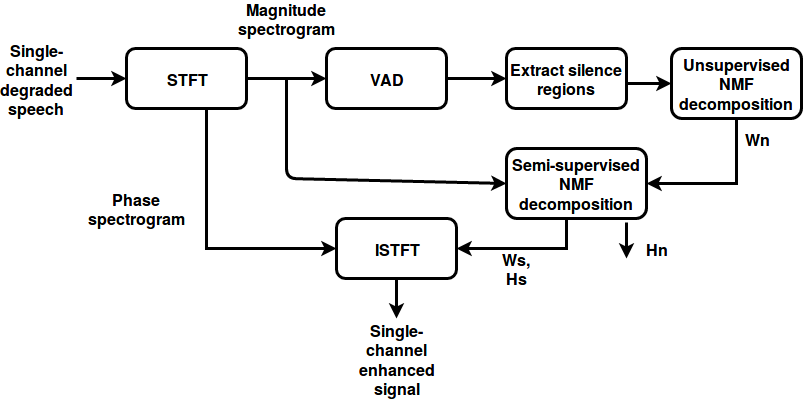 Magnitude
spectrogram
Single-
channel
degraded
speech
STFT
VAD
Extract silence
regions
Unsupervised
NMF
decomposition
Wn
Semi-supervised
NMF
decomposition
Phase
spectrogram
ISTFT
Ws,
Hs
Hn
Single-
channel
enhanced
signal